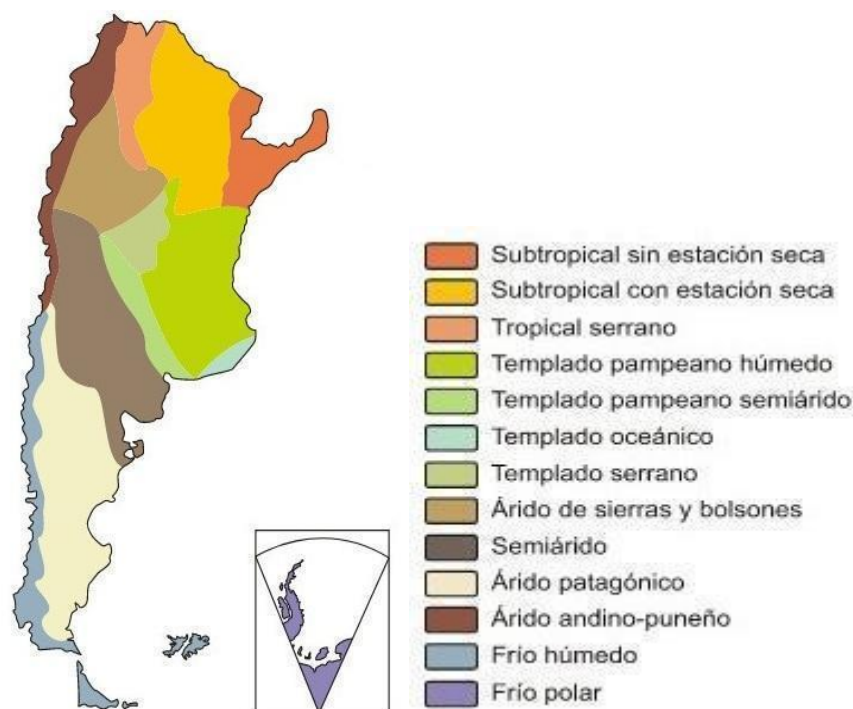 Subtropical sin estación seca
Subtropical con estación seca
Tropical serrano
Templado pampeano húmedo
Templado pampeano semiárido
Templado oceánico
Templado serrano
Árido de sierras y bolsones
Semiárido
Árido patagónico
Árido andino-puneño
Frío húmedo
Frío polar